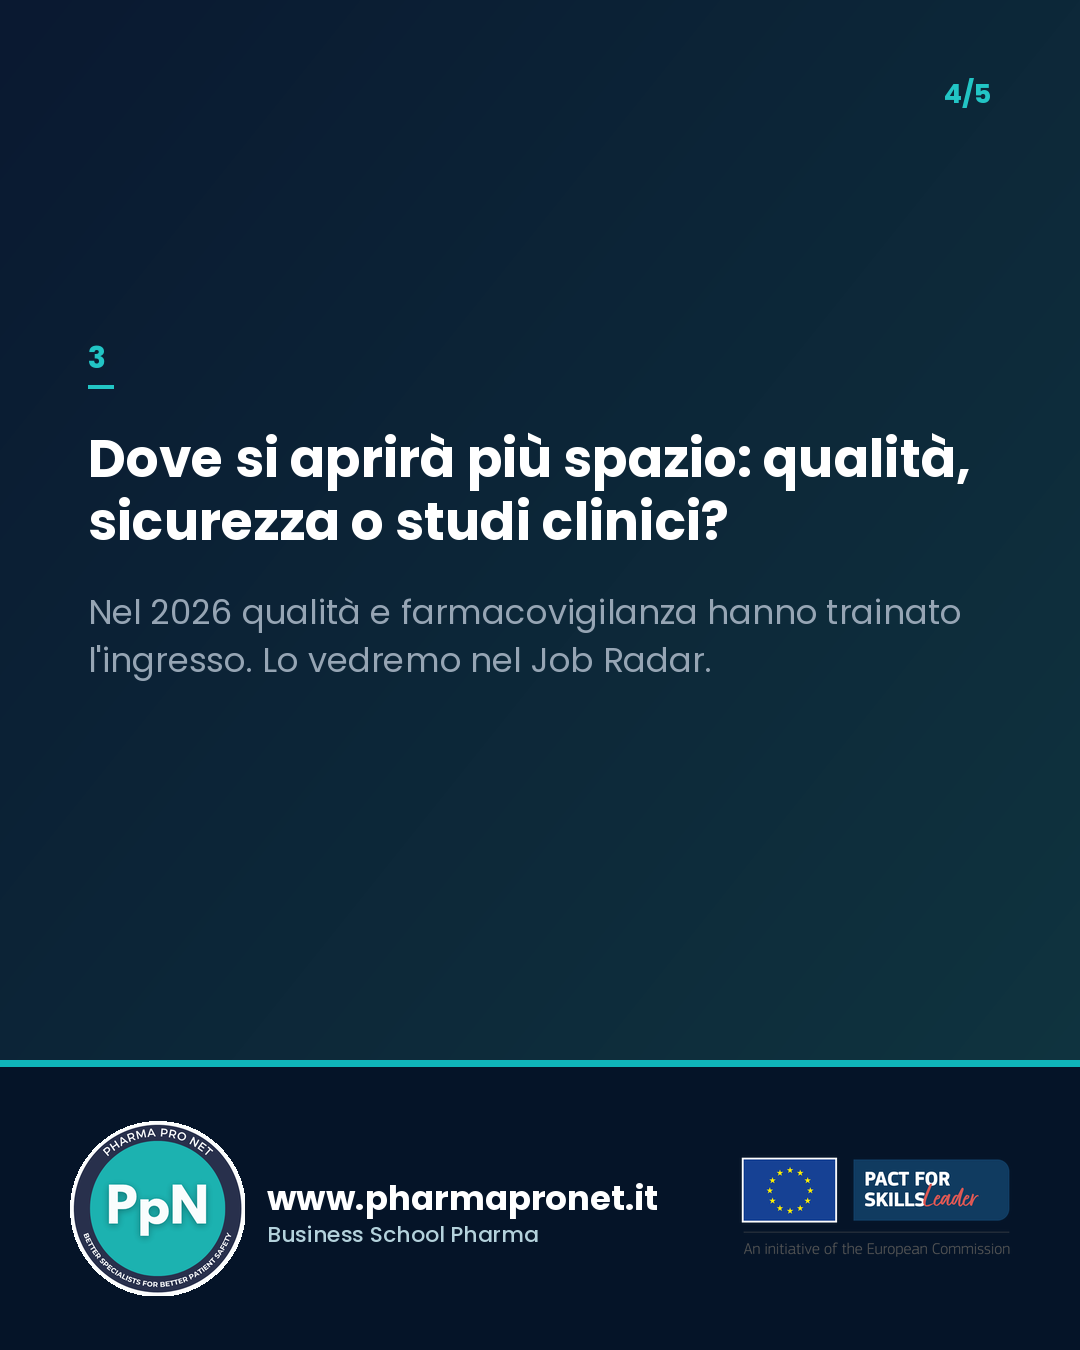 4/5
3
Dove si aprirà più spazio: qualità,
sicurezza o studi clinici?
Nel 2026 qualità e farmacovigilanza hanno trainato
l'ingresso. Lo vedremo nel Job Radar.
PHARMA PRO NET
PpN
BETTER SPECIALISTS FOR BETTER PATIENT SAFETY
www.pharmapronet.it
Business School Pharma
PACT FOR
SKILLS Leader
An initiative of the European Commission